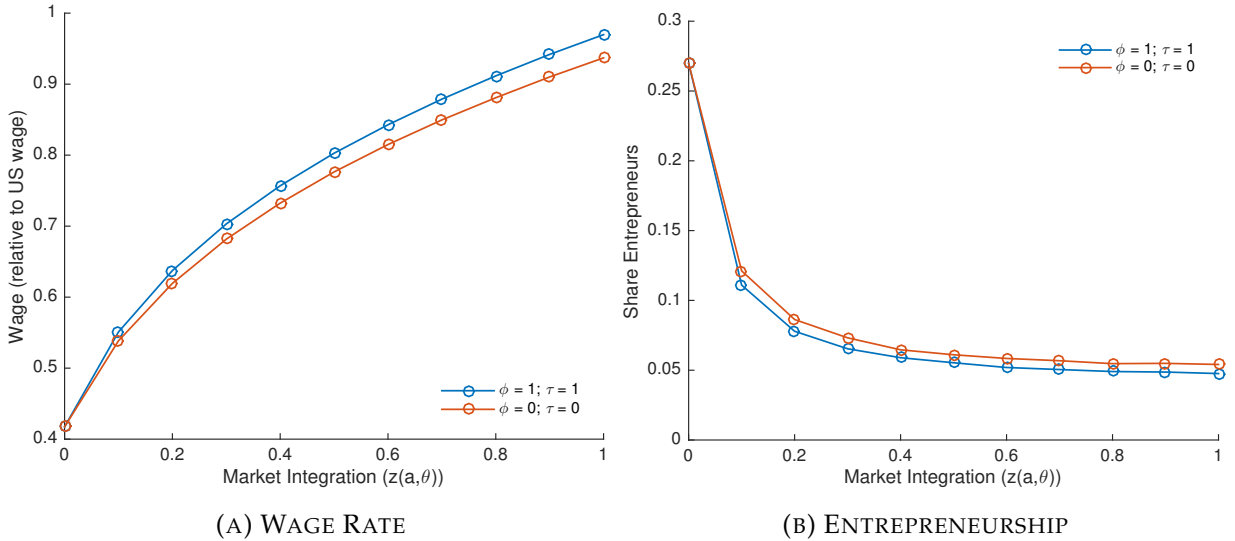 1
0.9
0.8
0.7
0.6
0.5
0.4
Wage (relative to US wage)
0
0.2
0.4
0.6
0.8
1
Market Integration (z(a,θ))
ϕ = 1; τ = 1
ϕ = 0; τ = 0
(A) WAGE RATE
0.3
0.25
0.2
0.15
0.1
0.05
0
Share Entrepreneurs
0
0.2
0.4
0.6
0.8
1
Market Integration (z(a,θ))
ϕ = 1; τ = 1
ϕ = 0; τ = 0
(B) ENTREPRENEURSHIP